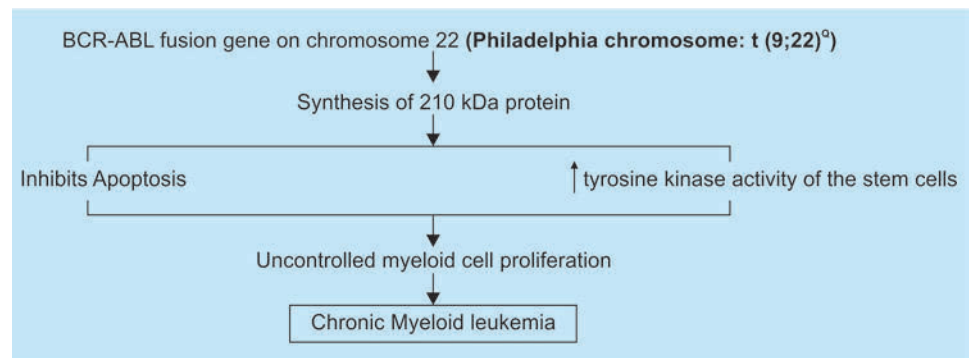 BCR-ABL fusion gene on chromosome 22 (Philadelphia chromosome: t (9;22)Q)
Synthesis of 210 kDa protein
Inhibits Apoptosis
↑ tyrosine kinase activity of the stem cells
Uncontrolled myeloid cell proliferation
Chronic Myeloid leukemia